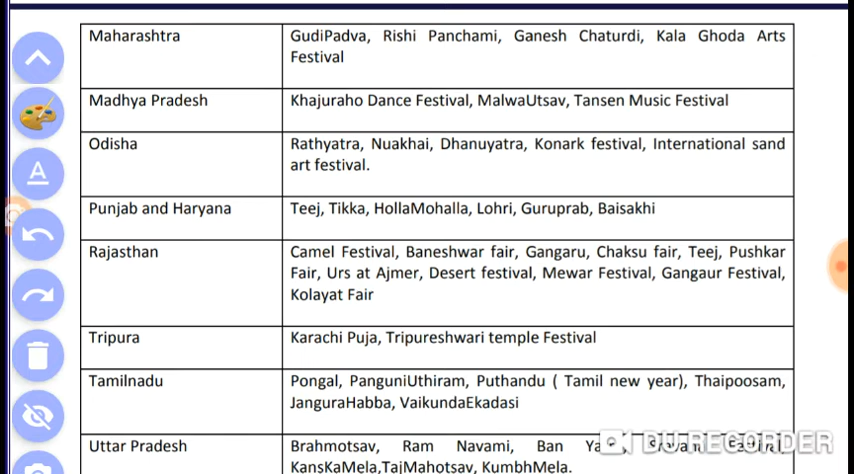 Maharashtra
GudiPadva, Rishi Panchami, Ganesh Chaturdi, Kala Ghoda Arts
Festival
Madhya Pradesh
Khajuraho Dance Festival, MalwaUtsav, Tansen Music Festival
Odisha
Rathyatra, Nuakhai, Dhanuyatra, Konark festival, International sand
art festival.
Punjab and Haryana
Teej, Tikka, HollaMohalla, Lohri, Guruprab, Baisakhi
Rajasthan
Camel Festival, Baneshwar fair, Gangaru, Chaksu fair, Teej, Pushkar
Fair, Urs at Ajmer, Desert festival, Mewar Festival, Gangaur Festival,
Kolayat Fair
Tripura
Karachi Puja, Tripureshwari temple Festival
Tamilnadu
Pongal, PanguniUthiram, Puthandu ( Tamil new year), Thaipoosam,
JanguraHabba, VaikundaEkadasi
Uttar Pradesh
Brahmotsav, Ram Navami, Ban
DU RECORDER
KansKaMela,TajMahotsav, KumbhMela.
A